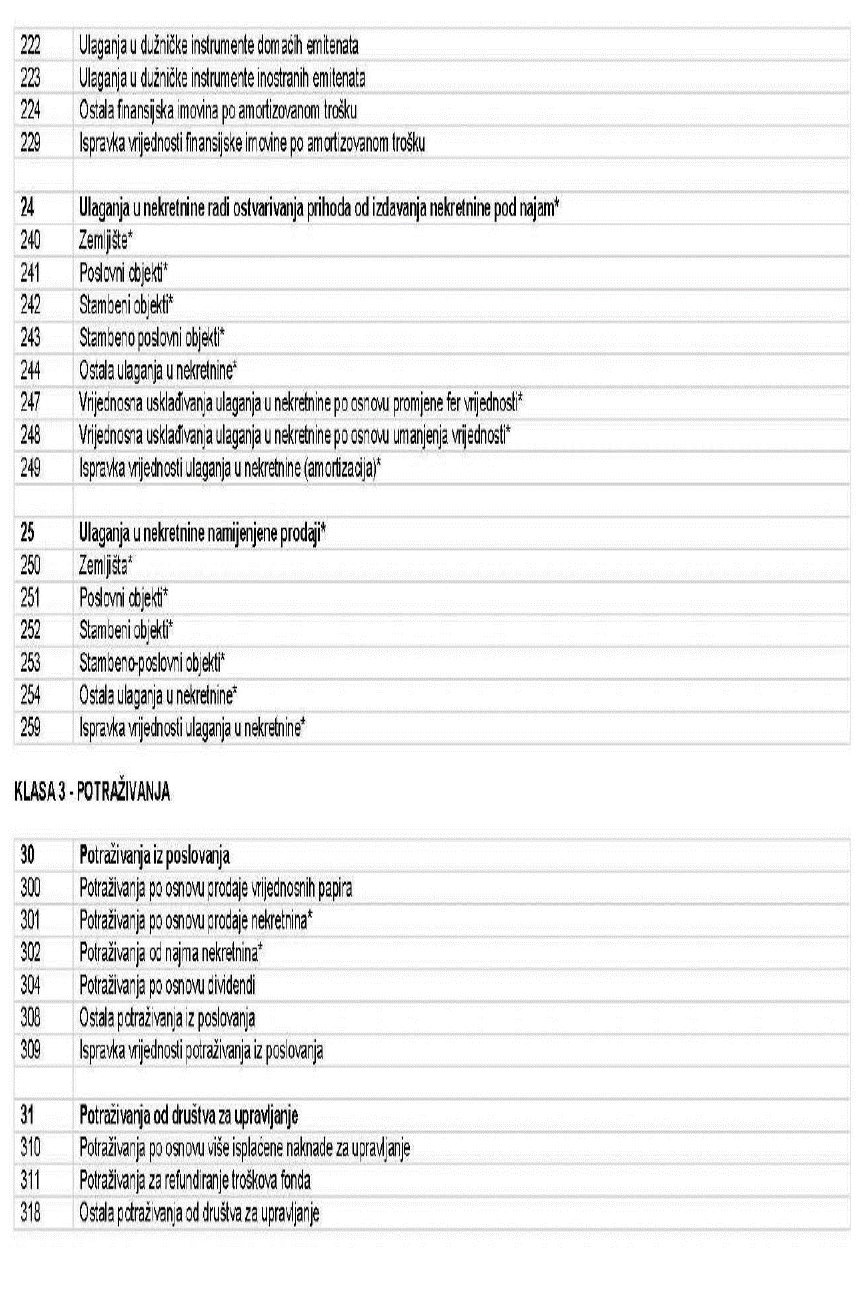 222 Ulaganja u dužničke instrumente domaćih emitenata
223 Ulaganja u dužničke instrumente inostranih emitenata
224 Ostala finansijska imovina po amortizovanom trošku
229 Ispravka vrijednosti finansijske imovine po amortizovanom trošku
24 Ulaganja u nekretnine radi ostvarivanja prihoda od izdavanja nekretnine pod najam*
240 Zemljište*
241 Poslovni objekti*
242 Stambeni objekti*
243 Stambeno poslovni objekti*
244 Ostala ulaganja u nekretnine*
247 Vrijednosna usklađivanja ulaganja u nekretnine po osnovu promjene fer vrijednosti*
248 Vrijednosna usklađivanja ulaganja u nekretnine po osnovu umanjenja vrijednosti*
249 Ispravka vrijednosti ulaganja u nekretnine (amortizacija)*
25 Ulaganja u nekretnine namijenjene prodaji*
250 Zemljišta*
251 Poslovni objekti*
252 Stambeni objekti*
253 Stambeno-poslovni objekti*
254 Ostala ulaganja u nekretnine*
259 Ispravka vrijednosti ulaganja u nekretnine*
KLASA 3 - POTRAŽIVANJA
30 Potraživanja iz poslovanja
300 Potraživanja po osnovu prodaje vrijednosnih papira
301 Potraživanja po osnovu prodaje nekretnina*
302 Potraživanja od najma nekretnina*
304 Potraživanja po osnovu dividendi
308 Ostala potraživanja iz poslovanja
309 Ispravka vrijednosti potraživanja iz poslovanja
31 Potraživanja od društva za upravljanje
310 Potraživanja po osnovu više isplaćene naknade za upravljanje
311 Potraživanja za refundiranje troškova fonda
318 Ostala potraživanja od društva za upravljanje